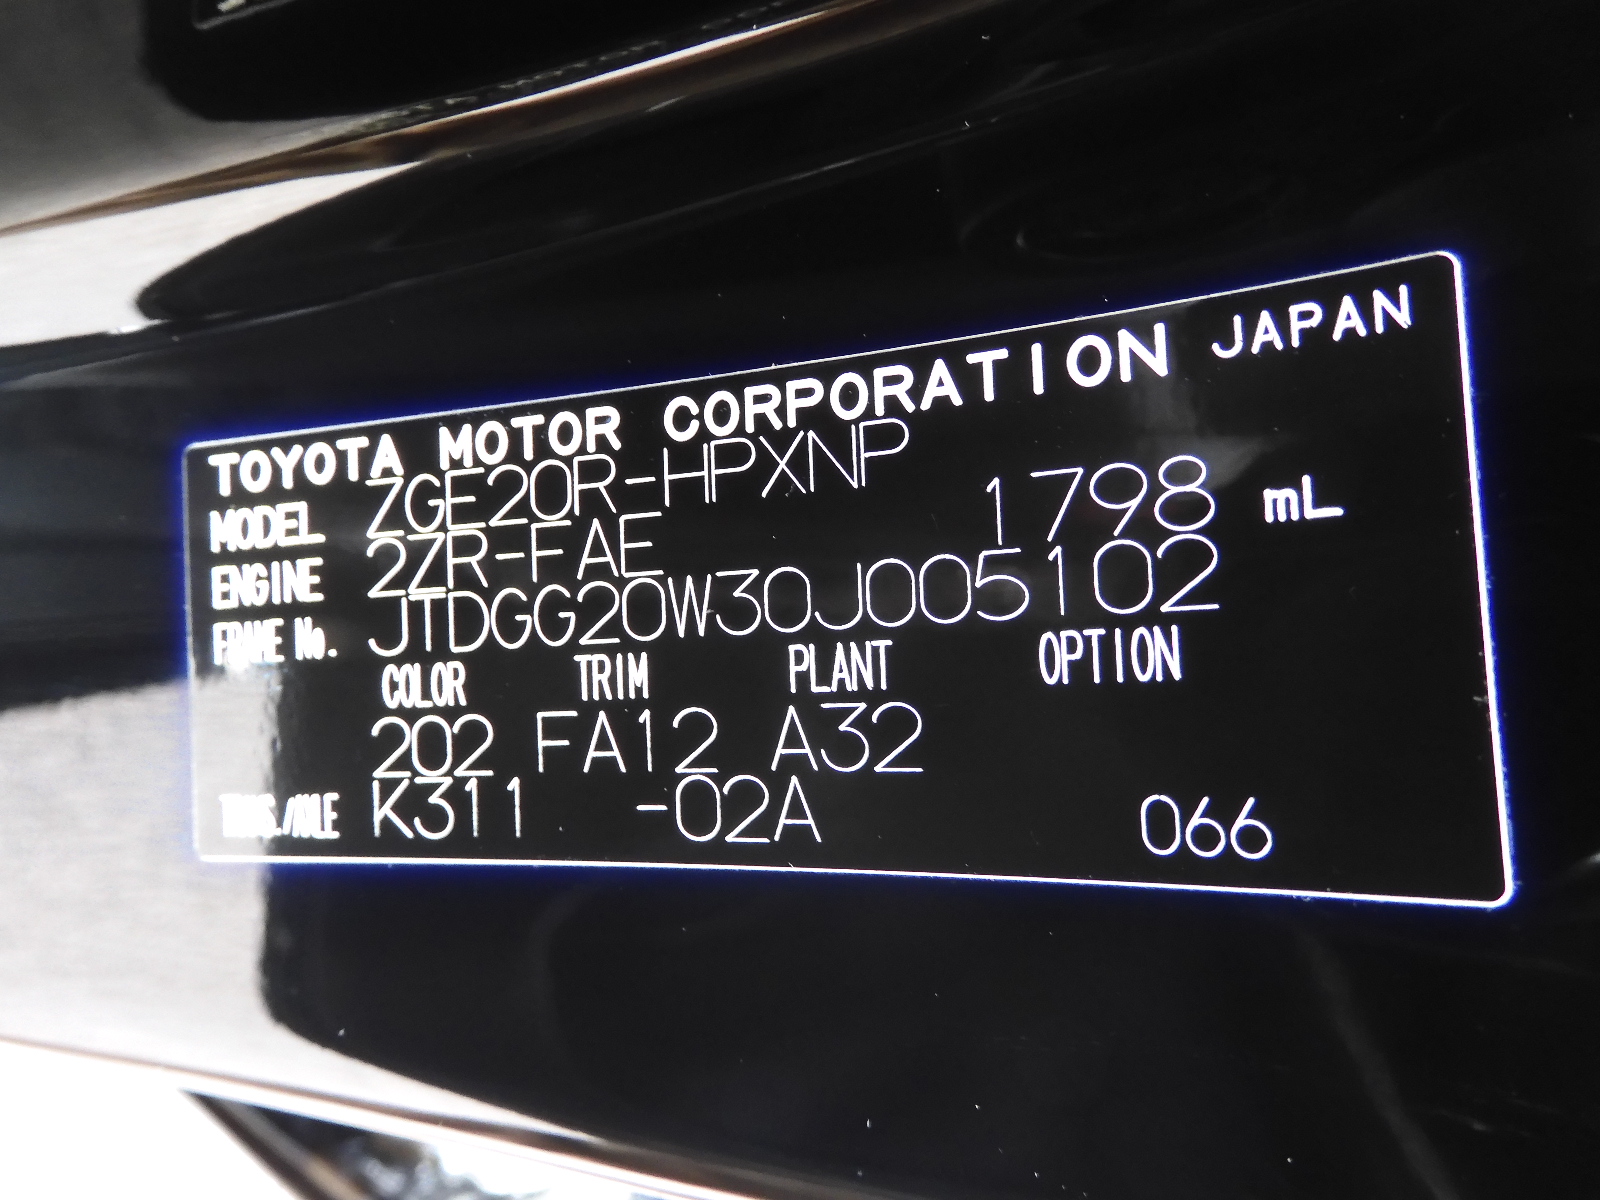 TOYOTA MOTOR CORPORATION JAPAN
MODEL ZGE20R-HPXNP
ENGINE 2ZR-FAE 1798 mL
FRAME No. JTDGG20W30J005102
COLOR TRIM PLANT OPTION
202 FA12 A32
TRNS./AXLE K311 -02A 066